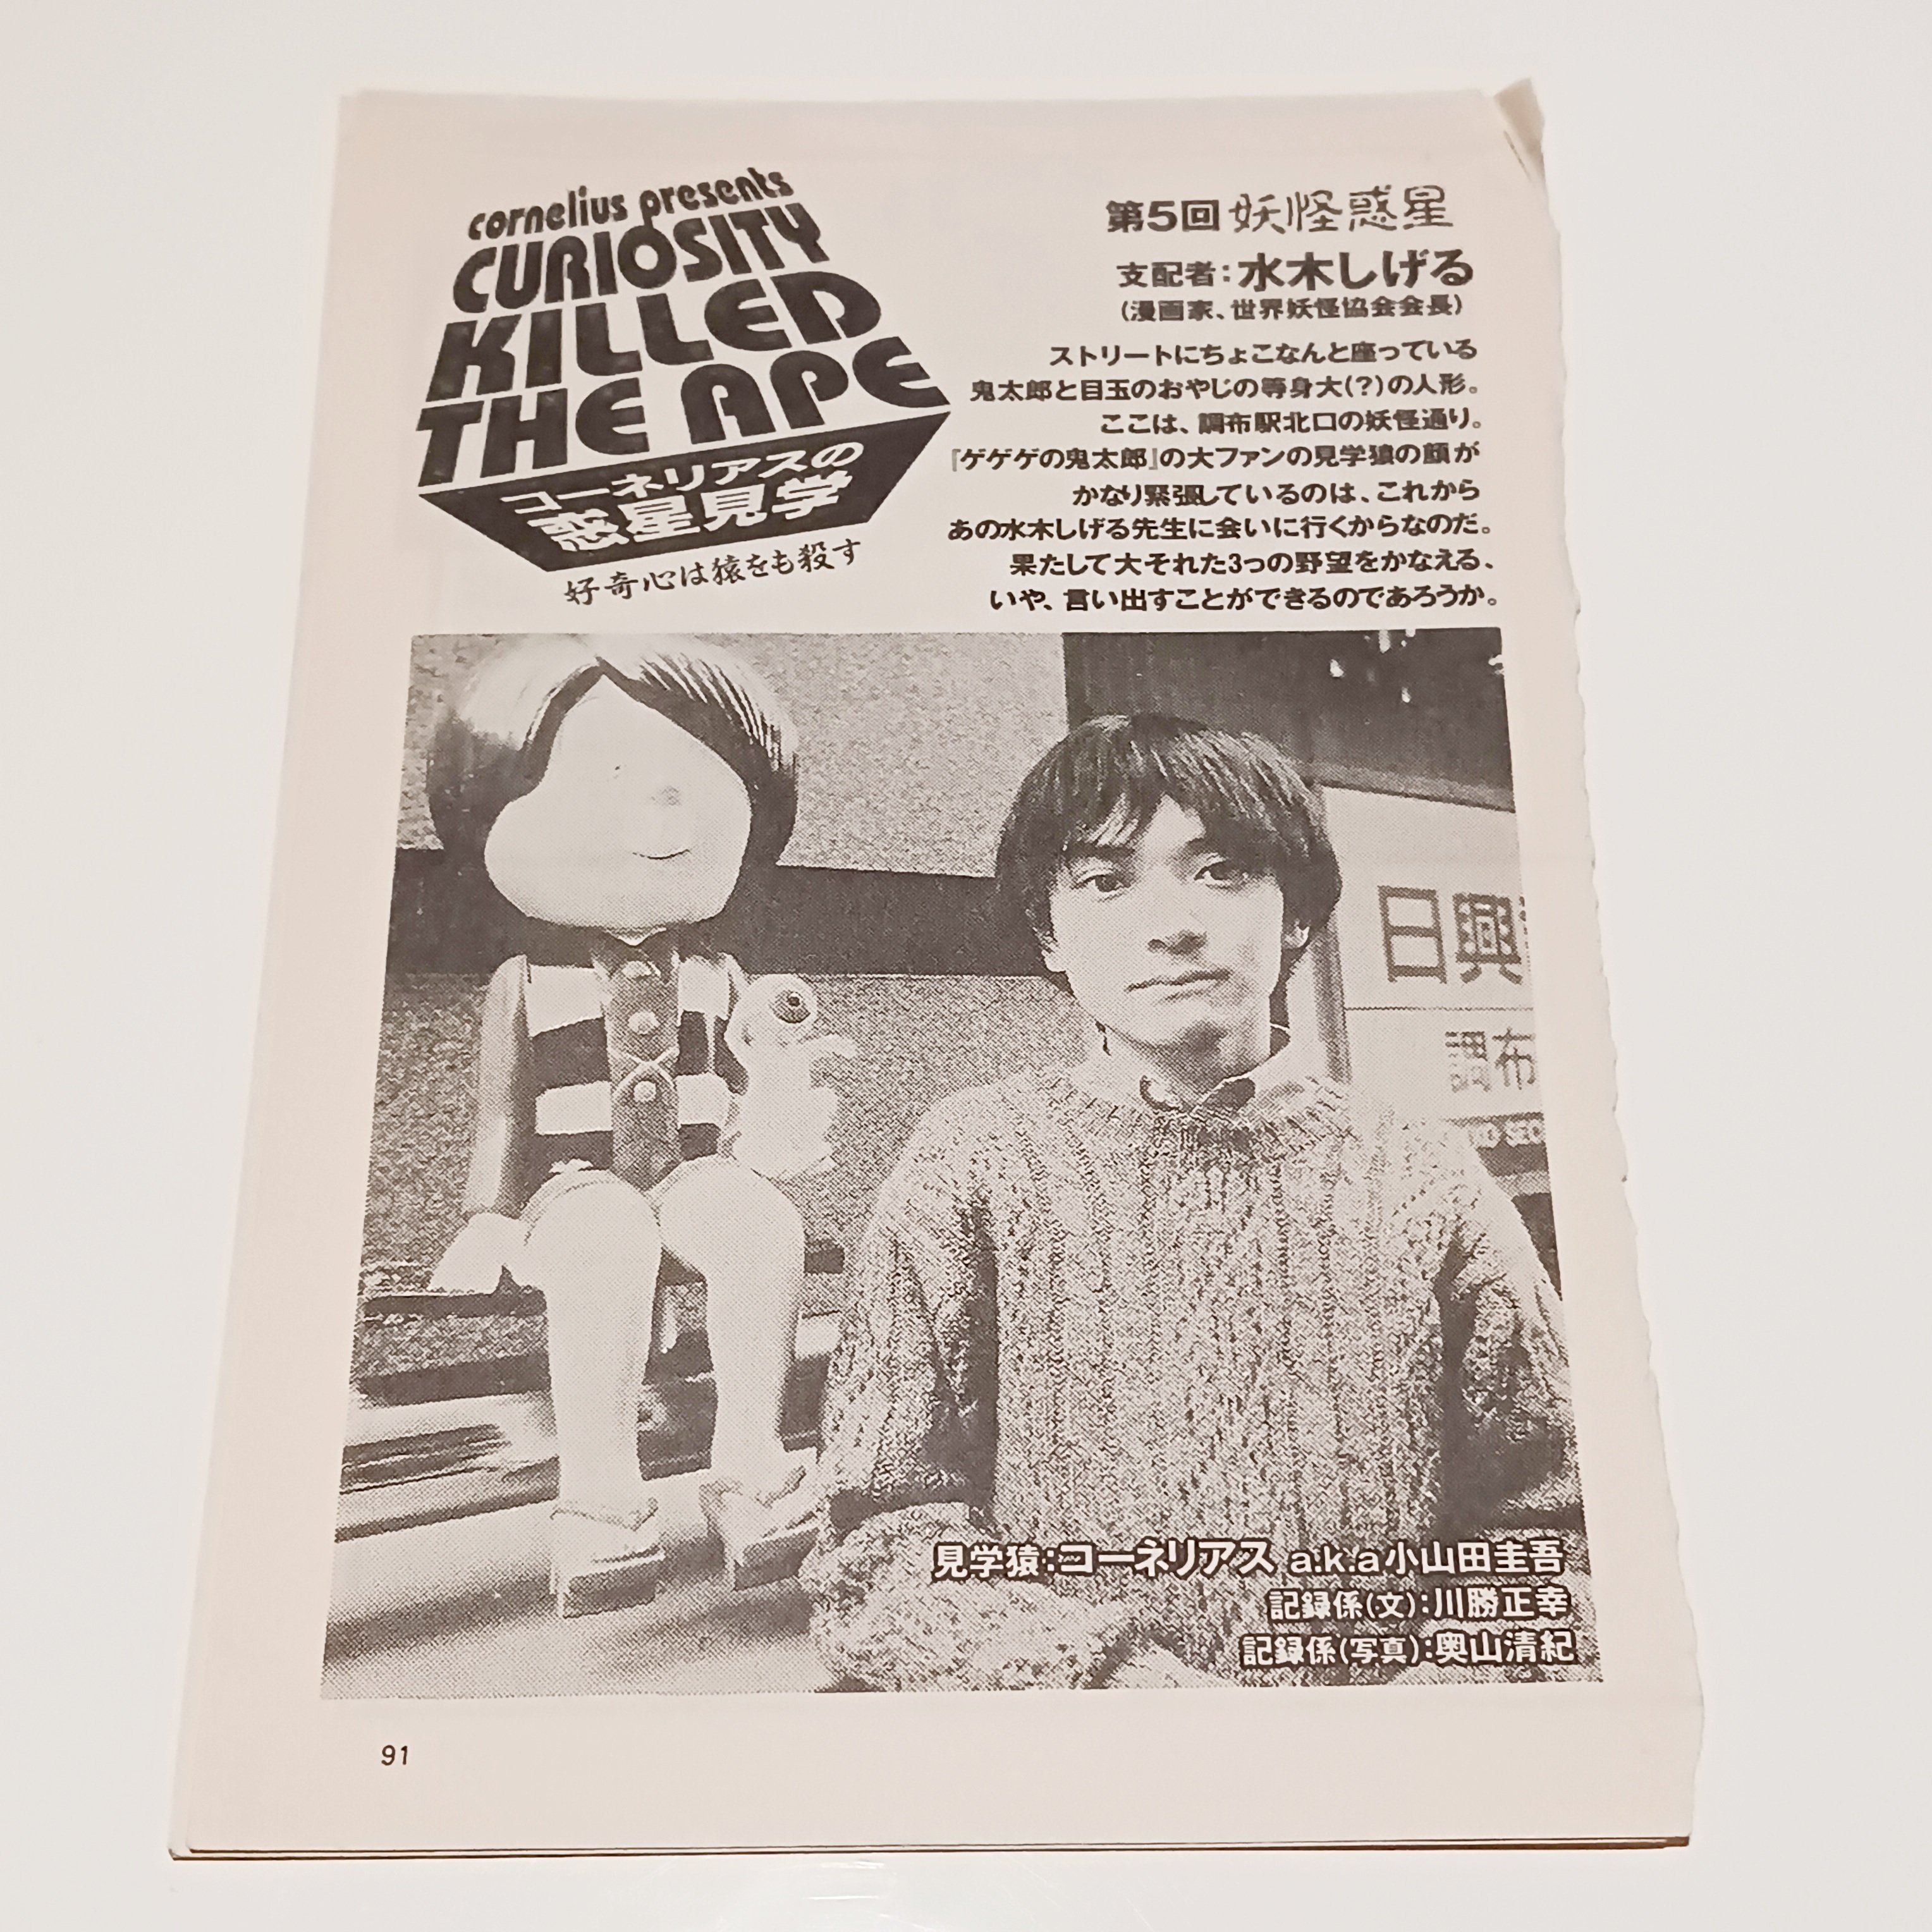 cornelius presents
CURIOSITY
KILLED
THE APE
コーネリアスの
惑星見学
好奇心は猿をも殺す
第5回 妖怪惑星
支配者:水木しげる
(漫画家、世界妖怪協会会長)
ストリートにちょこなんと座っている
鬼太郎と目玉のおやじの等身大(?)の人形。
ここは、調布駅北口の妖怪通り。
『ゲゲゲの鬼太郎』の大ファンの見学猿の顔が
かなり緊張しているのは、これから
あの水木しげる先生に会いに行くからなのだ。
果たして大それた3つの野望をかなえる、
いや、言い出すことができるのであろうか。
日興
調布
見学猿:コーネリアス a.k.a小山田圭吾
記録係(文):川勝正幸
記録係(写真):奥山清紀
91